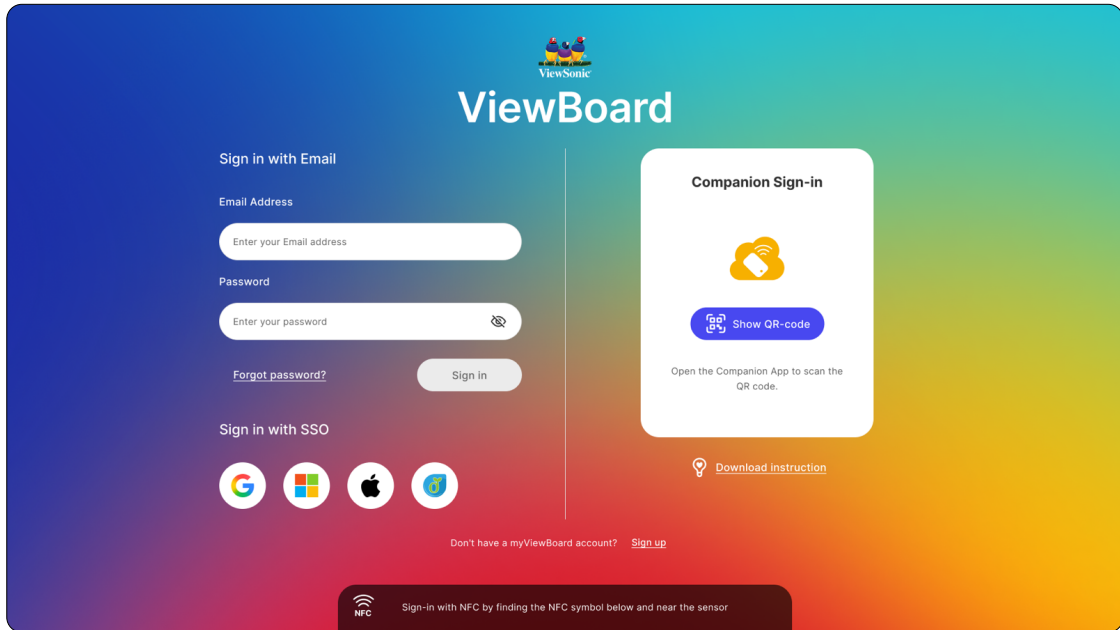 ViewSonic
ViewBoard
Sign in with Email
Email Address
Enter your Email address
Password
Enter your password
Forgot password?
Sign in
Sign in with SSO
Companion Sign-in
Show QR-code
Open the Companion App to scan the
QR code.
Download instruction
Don't have a myViewBoard account? Sign up
NFC
Sign-in with NFC by finding the NFC symbol below and near the sensor